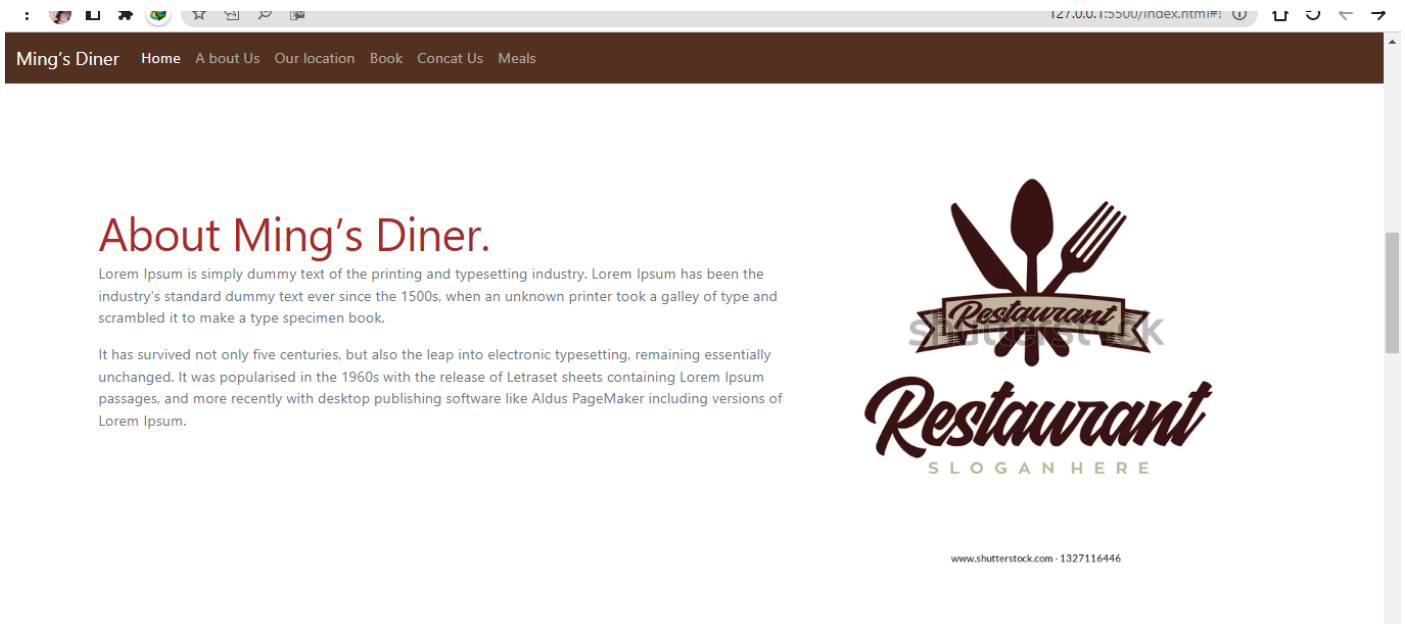 127.0.0.1:5500/index.html#!
Ming's Diner Home A bout Us Our location Book Concat Us Meals
About Ming's Diner.
Lorem Ipsum is simply dummy text of the printing and typesetting industry. Lorem Ipsum has been the
industry's standard dummy text ever since the 1500s, when an unknown printer took a galley of type and
scrambled it to make a type specimen book.
It has survived not only five centuries, but also the leap into electronic typesetting, remaining essentially
unchanged. It was popularised in the 1960s with the release of Letraset sheets containing Lorem Ipsum
passages, and more recently with desktop publishing software like Aldus PageMaker including versions of
Lorem Ipsum.
Restaurant
shutterstock
Restaurant
SLOGAN HERE
www.shutterstock.com · 1327116446